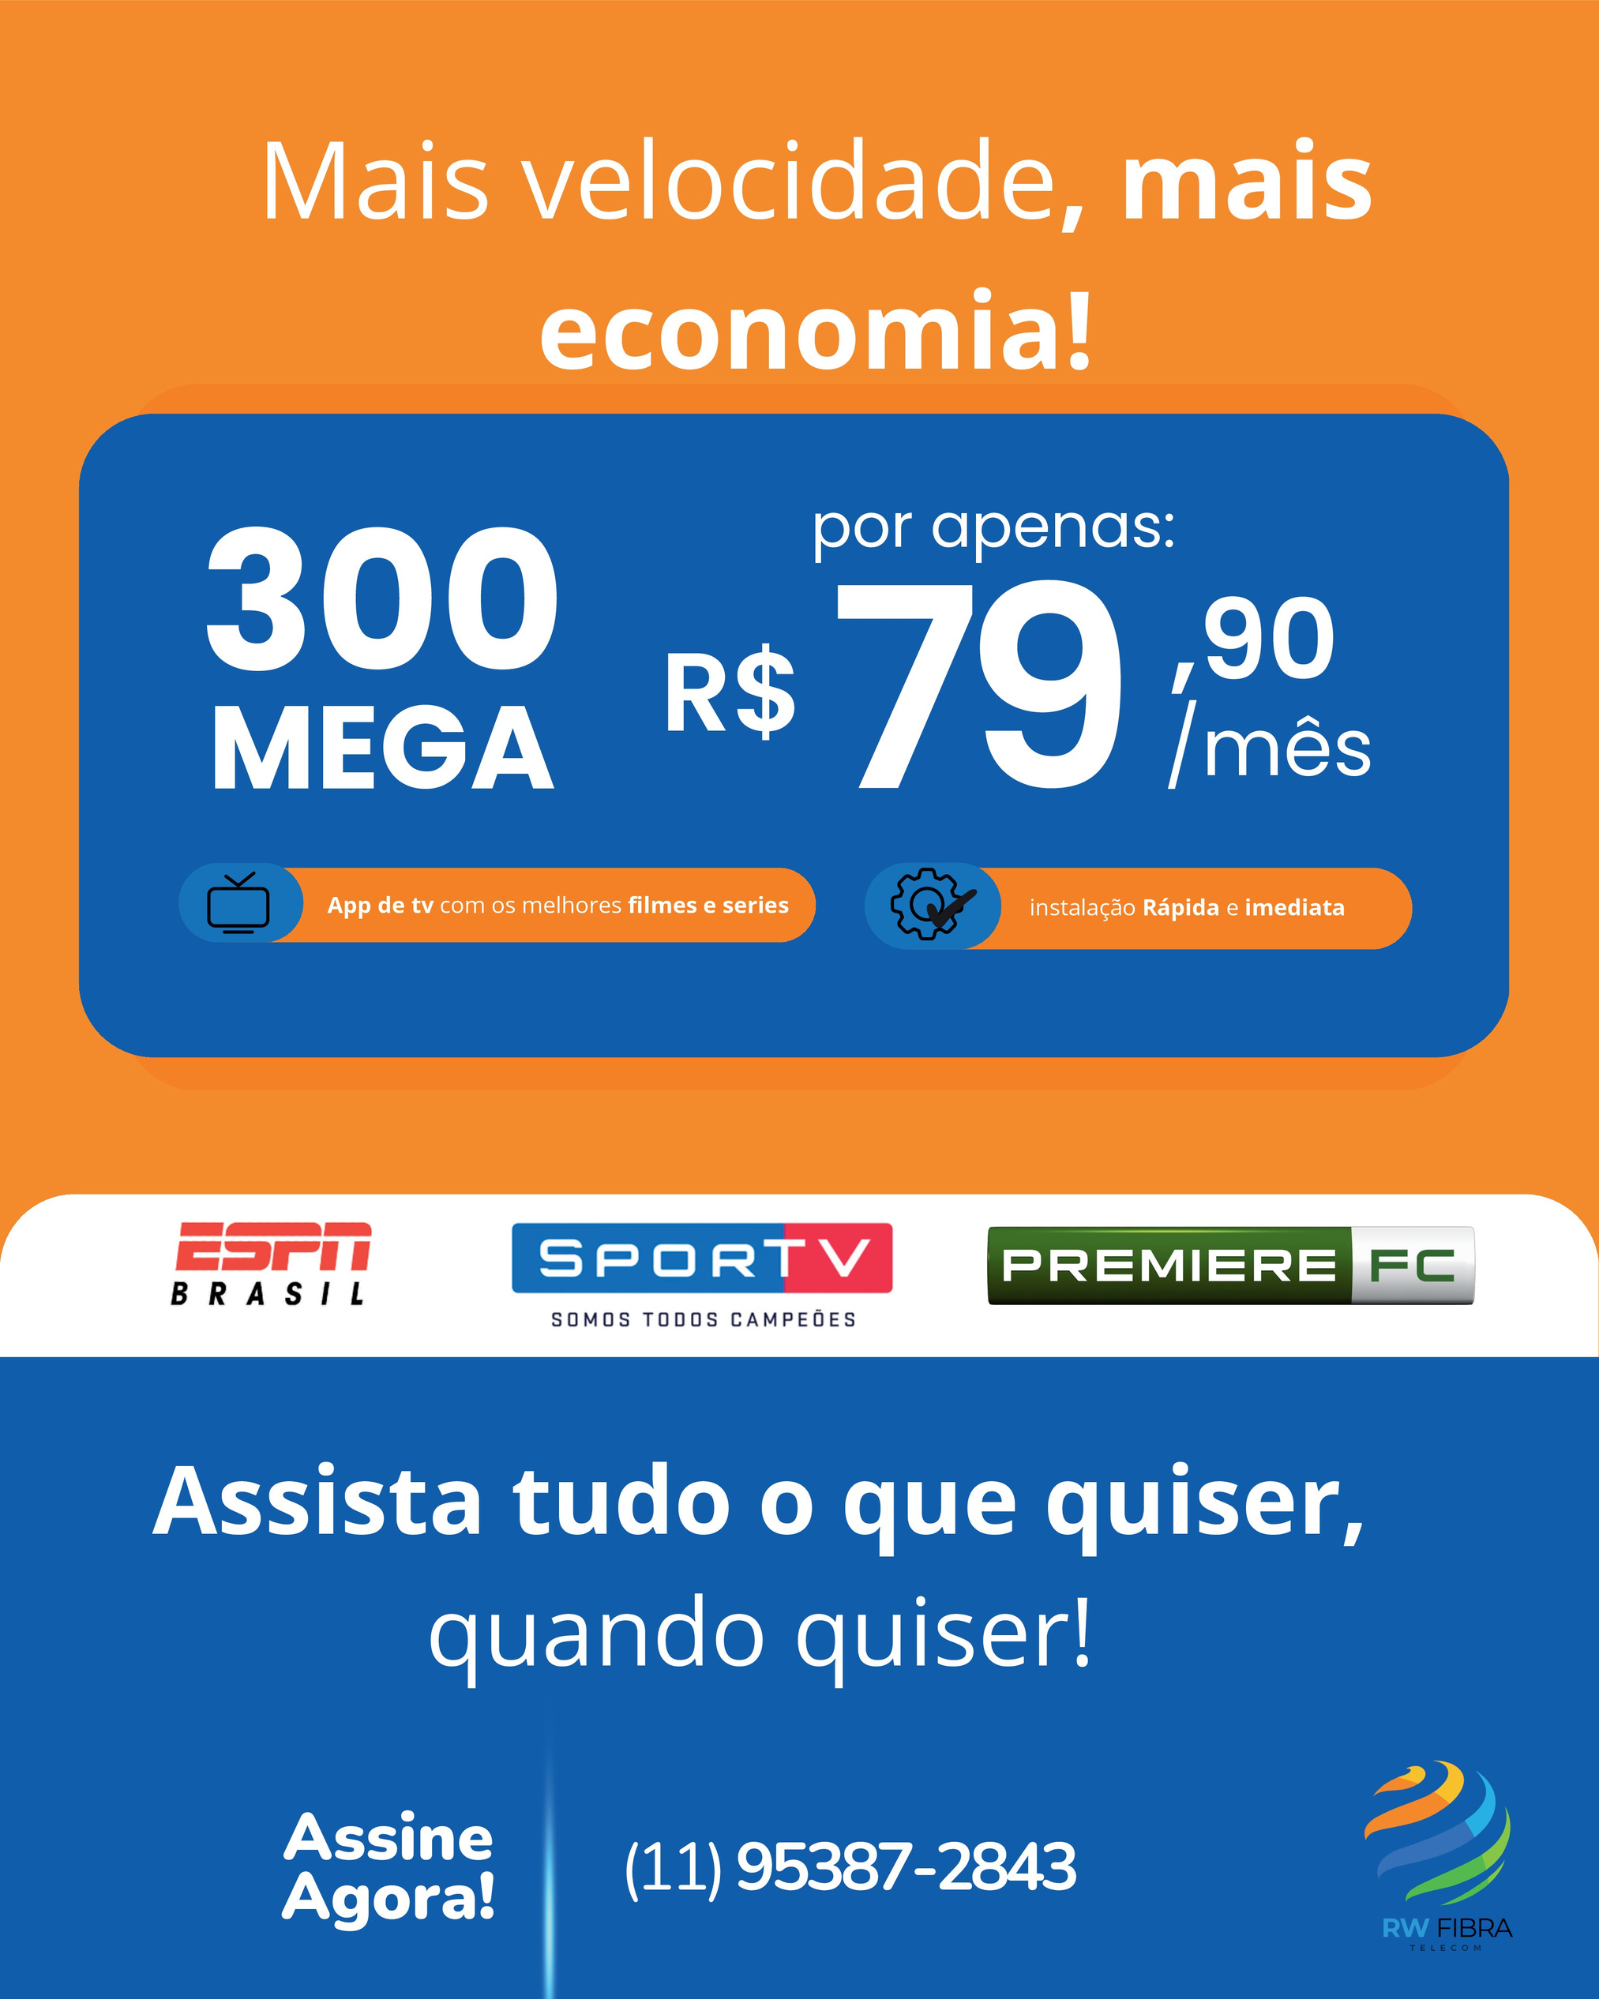 Mais velocidade, mais
economia!
300
MEGA
por apenas:
R$ 79,90
/mês
App de tv com os melhores filmes e series
instalação Rápida e imediata
ESPN
BRASIL
SPORTV
SOMOS TODOS CAMPEÕES
PREMIERE FC
Assista tudo o que quiser,
quando quiser!
Assine
Agora!
(11) 95387-2843
RW FIBRA
TELECOM